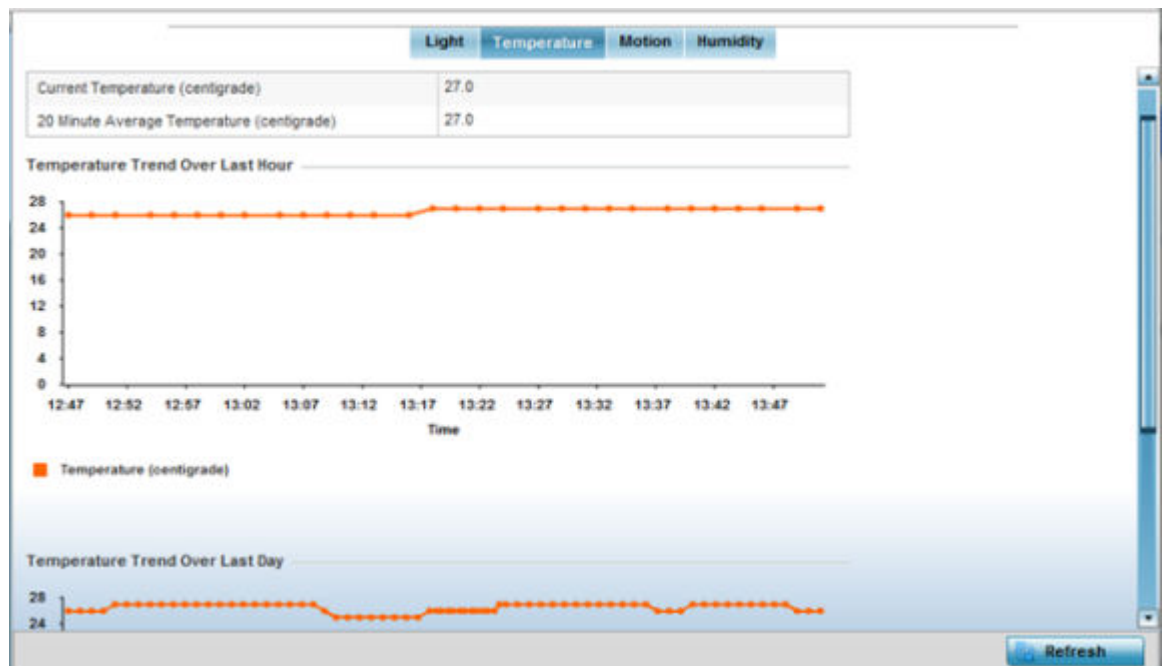 Light Temperature Motion Humidity
Current Temperature (centigrade) 27.0
20 Minute Average Temperature (centigrade) 27.0
Temperature Trend Over Last Hour
28
24
20
16
12
8
4
0
12:47 12:52 12:57 13:02 13:07 13:12 13:17 13:22 13:27 13:32 13:37 13:42 13:47
Time
Temperature (centigrade)
Temperature Trend Over Last Day
28
24
Refresh